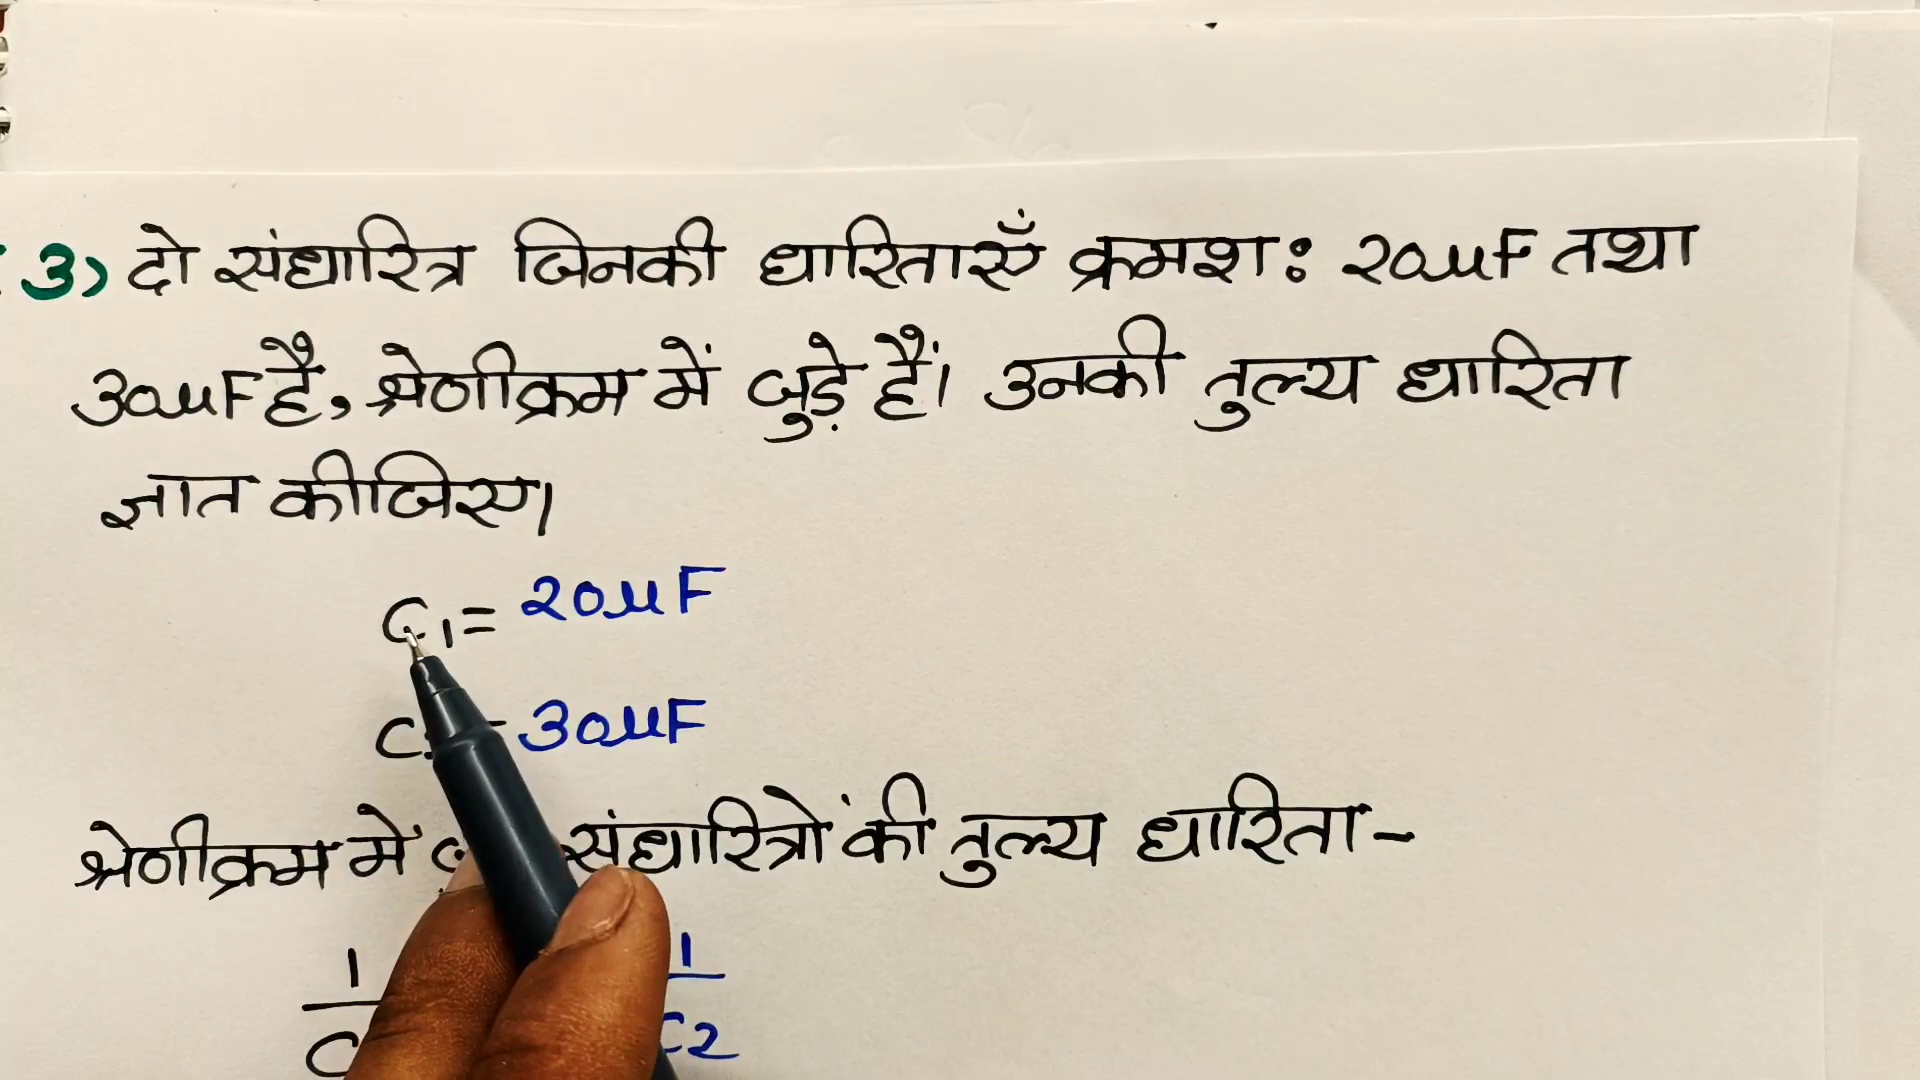 3) दो संधारित्र जिनकी धारिताएँ क्रमश: 20μF तथा
30μF है, श्रेणीक्रम में जुड़े हैं। उनकी तुल्य धारिता
ज्ञात कीजिए।
C1= 20μF
30μF
श्रेणीक्रम में संधारित्रों की तुल्य धारिता -
1 1
C C2